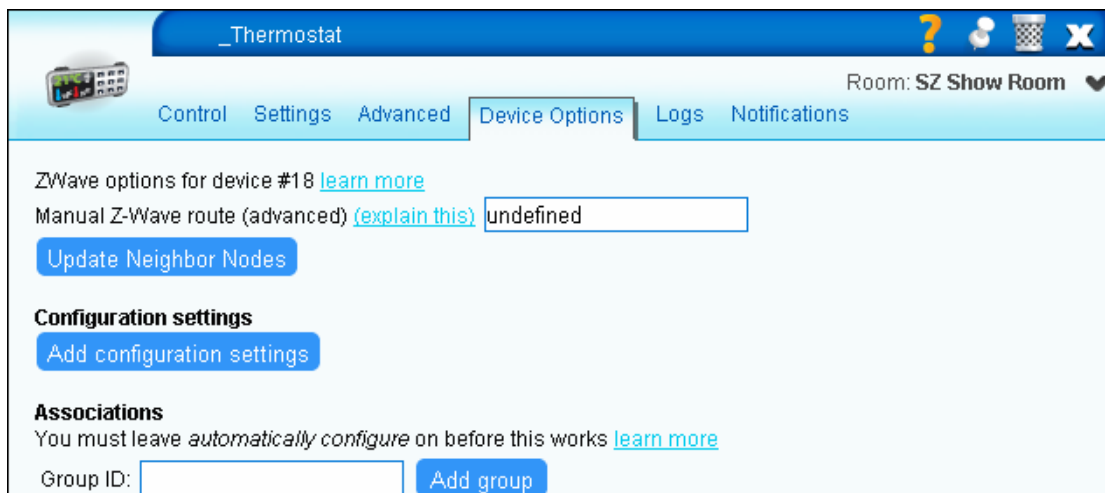 _Thermostat
Room: SZ Show Room
Control Settings Advanced Device Options Logs Notifications
ZWave options for device #18 learn more
Manual Z-Wave route (advanced) (explain this) undefined
Update Neighbor Nodes
Configuration settings
Add configuration settings
Associations
You must leave automatically configure on before this works learn more
Group ID: Add group